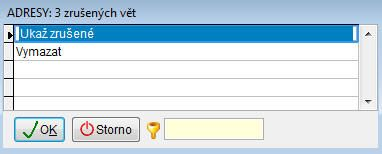 ADRESY: 3 zrušených vět
Ukaž zrušené
Vymazat
OK Storno